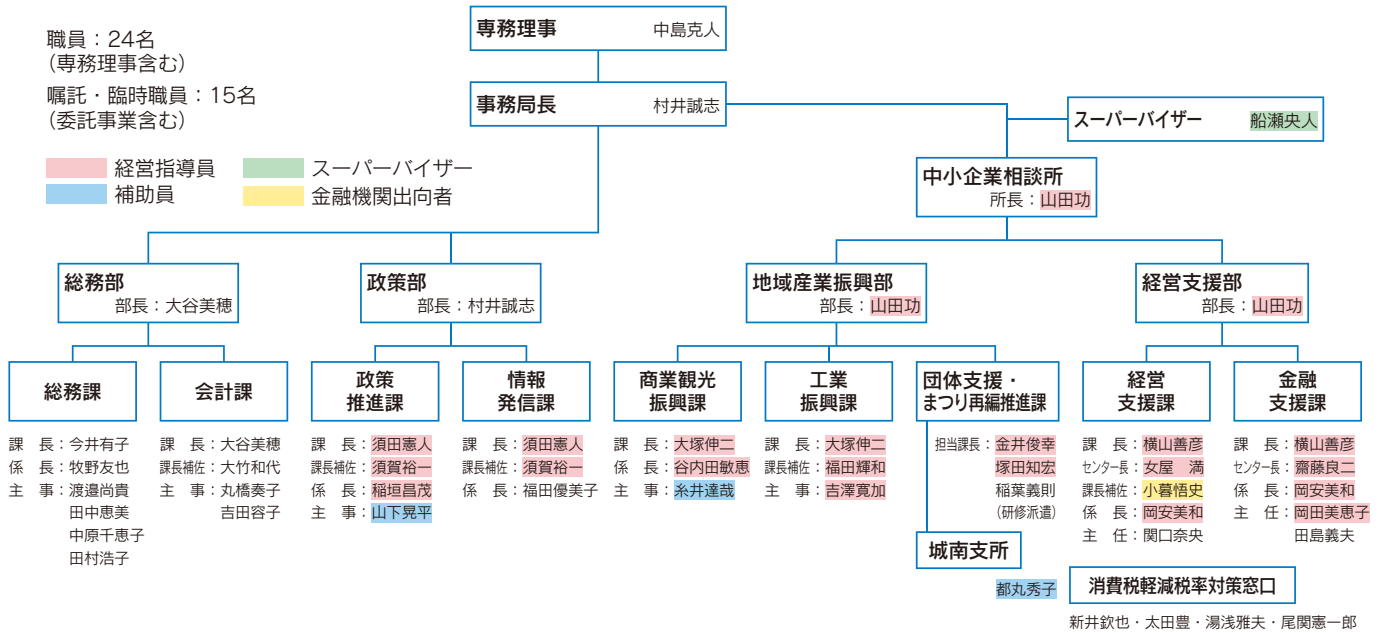 職員：24名
(専務理事含む)
嘱託・臨時職員：15名
(委託事業含む)
経営指導員
スーパーバイザー
補助員
金融機関出向者
専務理事 中島克人
事務局長 村井誠志
スーパーバイザー 船瀬央人
中小企業相談所
所長：山田功
総務部
部長：大谷美穂
政策部
部長：村井誠志
地域産業振興部
部長：山田功
経営支援部
部長：山田功
総務課
課 長：今井有子
係 長：牧野友也
主 事：渡邉尚貴
田中恵美
中原千恵子
田村浩子
会計課
課 長：大谷美穂
課長補佐：大竹和代
主 事：丸橋奏子
吉田容子
政策
推進課
課 長：須田憲人
課長補佐：須賀裕一
係 長：稲垣昌茂
主 事：山下晃平
情報
発信課
課 長：須田憲人
課長補佐：須賀裕一
係 長：福田優美子
商業観光
振興課
課 長：大塚伸二
係 長：谷内田敏恵
主 事：糸井達哉
工業
振興課
課 長：大塚伸二
課長補佐：福田輝和
主 事：吉澤寛加
団体支援・
まつり再編推進課
担当課長：金井俊幸
塚田知宏
稲葉義則
(研修派遣)
城南支所
都丸秀子
経営
支援課
課 長：横山善彦
センター長：女屋 満
課長補佐：小暮悟史
係 長：岡安美和
主 任：関口奈央
金融
支援課
課 長：横山善彦
センター長：齋藤良二
係 長：岡安美和
主 任：岡田美恵子
田島義夫
消費税軽減税率対策窓口
新井欽也・太田豊・湯浅雅夫・尾関憲一郎